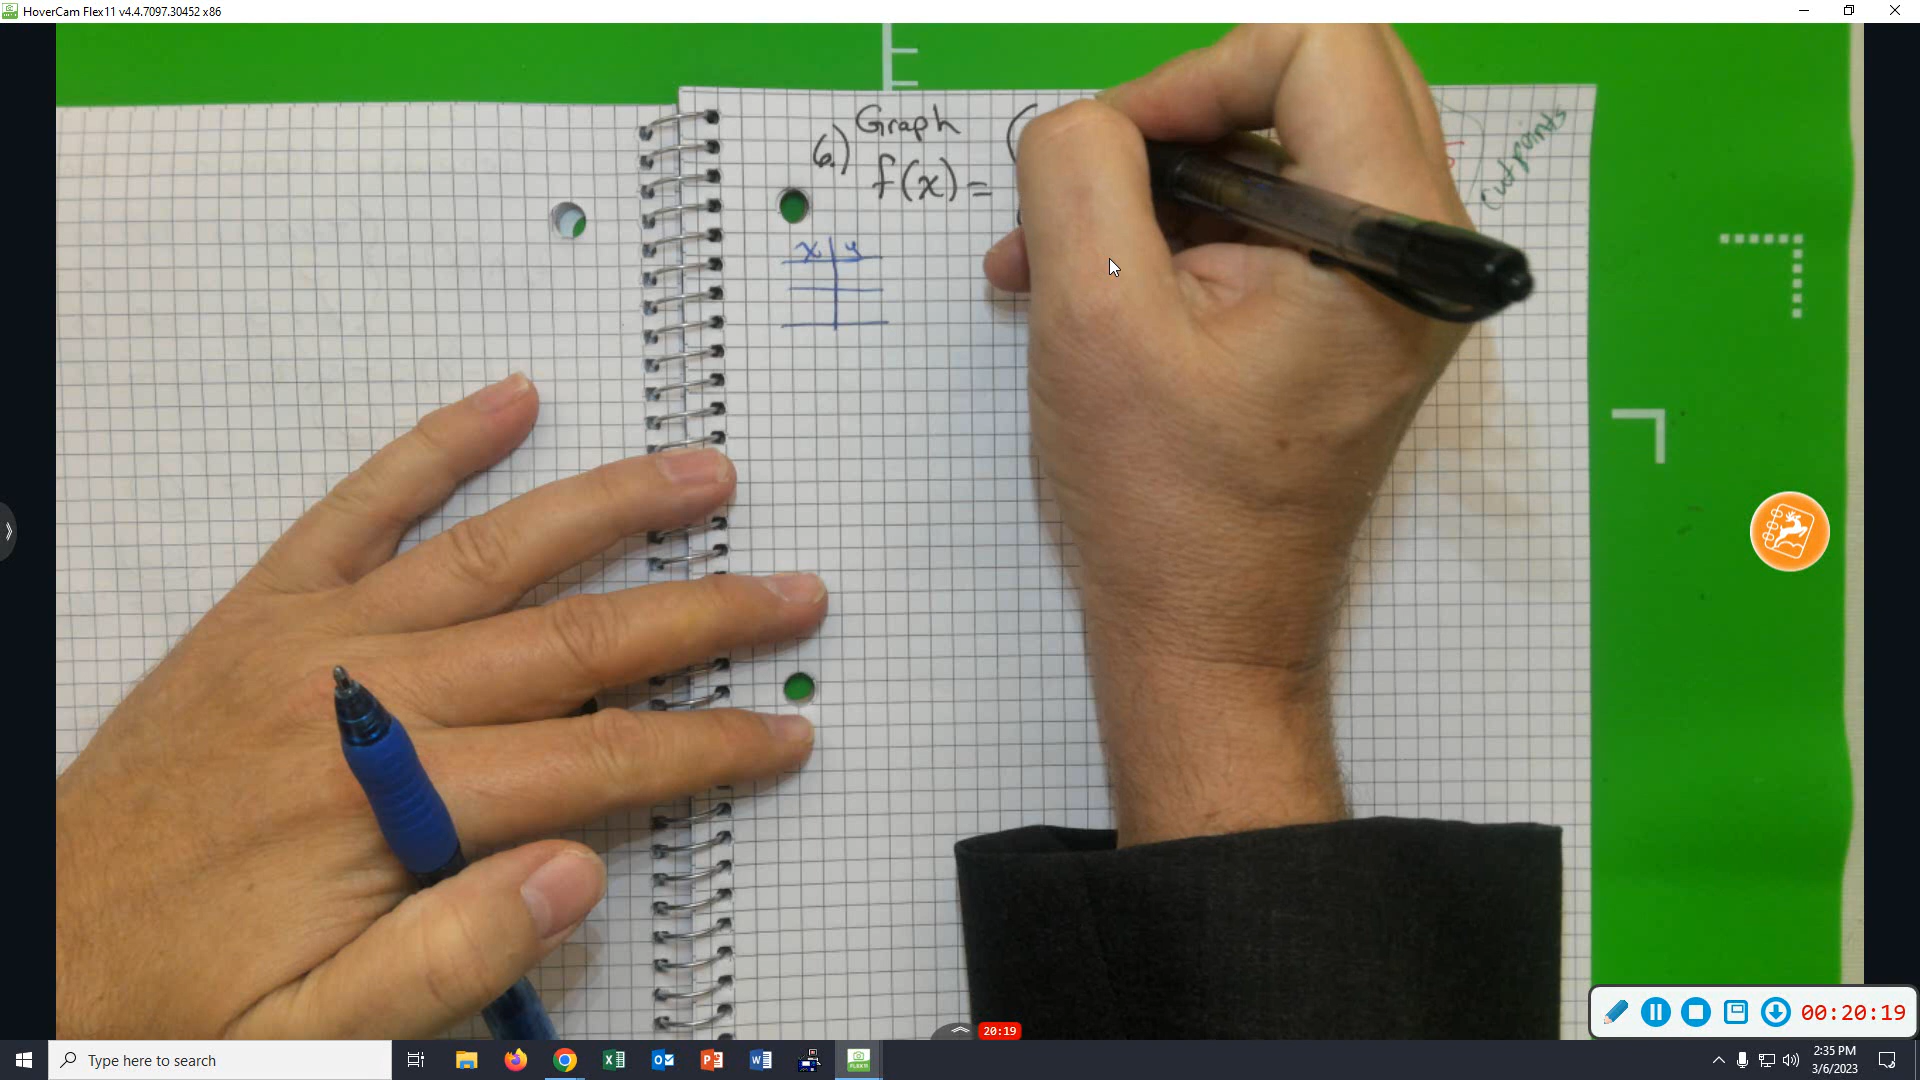 HoverCam Flex11 v4.4.7097.30452 x86
Graph
6.)
f(x) =
cutpoints
x y
00:20:19
20:19
Type here to search
2:35 PM
3/6/2023